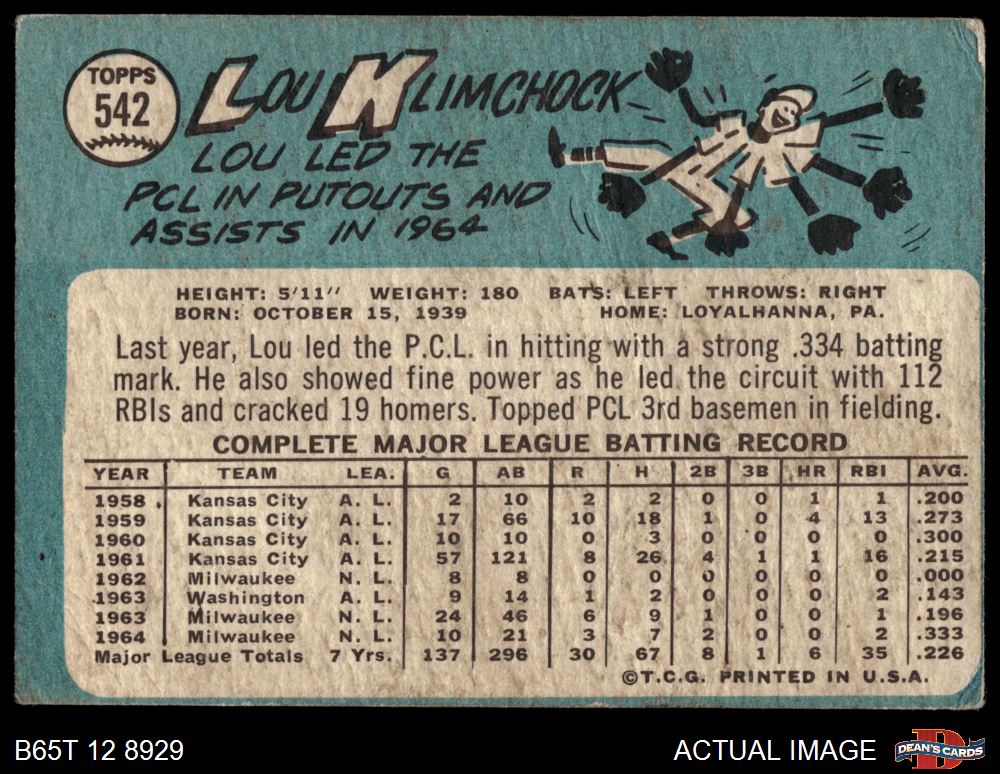 TOPPS
542
LOU KLIMCHOCK
LOU LED THE
PCL IN PUTOUTS AND
ASSISTS IN 1964
HEIGHT: 5'11" WEIGHT: 180 BATS: LEFT THROWS: RIGHT
BORN: OCTOBER 15, 1939 HOME: LOYALHANNA, PA.
Last year, Lou led the P.C.L. in hitting with a strong .334 batting
mark. He also showed fine power as he led the circuit with 112
RBIs and cracked 19 homers. Topped PCL 3rd basemen in fielding.
COMPLETE MAJOR LEAGUE BATTING RECORD
YEAR TEAM LEA. G AB R H 2B 3B HR RBI AVG.
1958 Kansas City A. L. 2 10 2 2 0 0 1 1 .200
1959 Kansas City A. L. 17 66 10 18 1 0 4 13 .273
1960 Kansas City A. L. 10 10 0 3 0 0 0 0 .300
1961 Kansas City A. L. 57 121 8 26 4 1 1 16 .215
1962 Milwaukee N. L. 8 8 0 0 0 0 0 0 .000
1963 Washington A. L. 9 14 1 2 0 0 0 2 .143
1963 Milwaukee N. L. 24 46 6 9 1 0 0 1 .196
1964 Milwaukee N. L. 10 21 3 7 2 0 0 2 .333
Major League Totals 7 Yrs. 137 296 30 67 8 1 6 35 .226
©T.C.G. PRINTED IN U.S.A.
B65T 12 8929 ACTUAL IMAGE DEAN'S CARDS